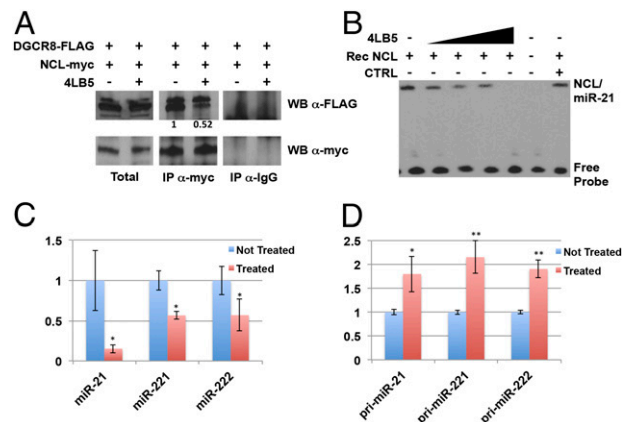 A
DGCR8-FLAG + + + + + +
NCL-myc + + + + + +
4LB5 - + - + - +
WB α-FLAG
1 0.52
WB α-myc
Total IP α-myc IP α-IgG
B
4LB5 - - -
Rec NCL + + + + + - +
CTRL +
NCL/
miR-21
Free
Probe
C
1.5
1
0.5
0
Not Treated
Treated
*
*
*
miR-21
miR-221
miR-222
D
2.5
2
1.5
1
0.5
0
Not Treated
Treated
*
**
**
pri-miR-21
pri-miR-221
pri-miR-222